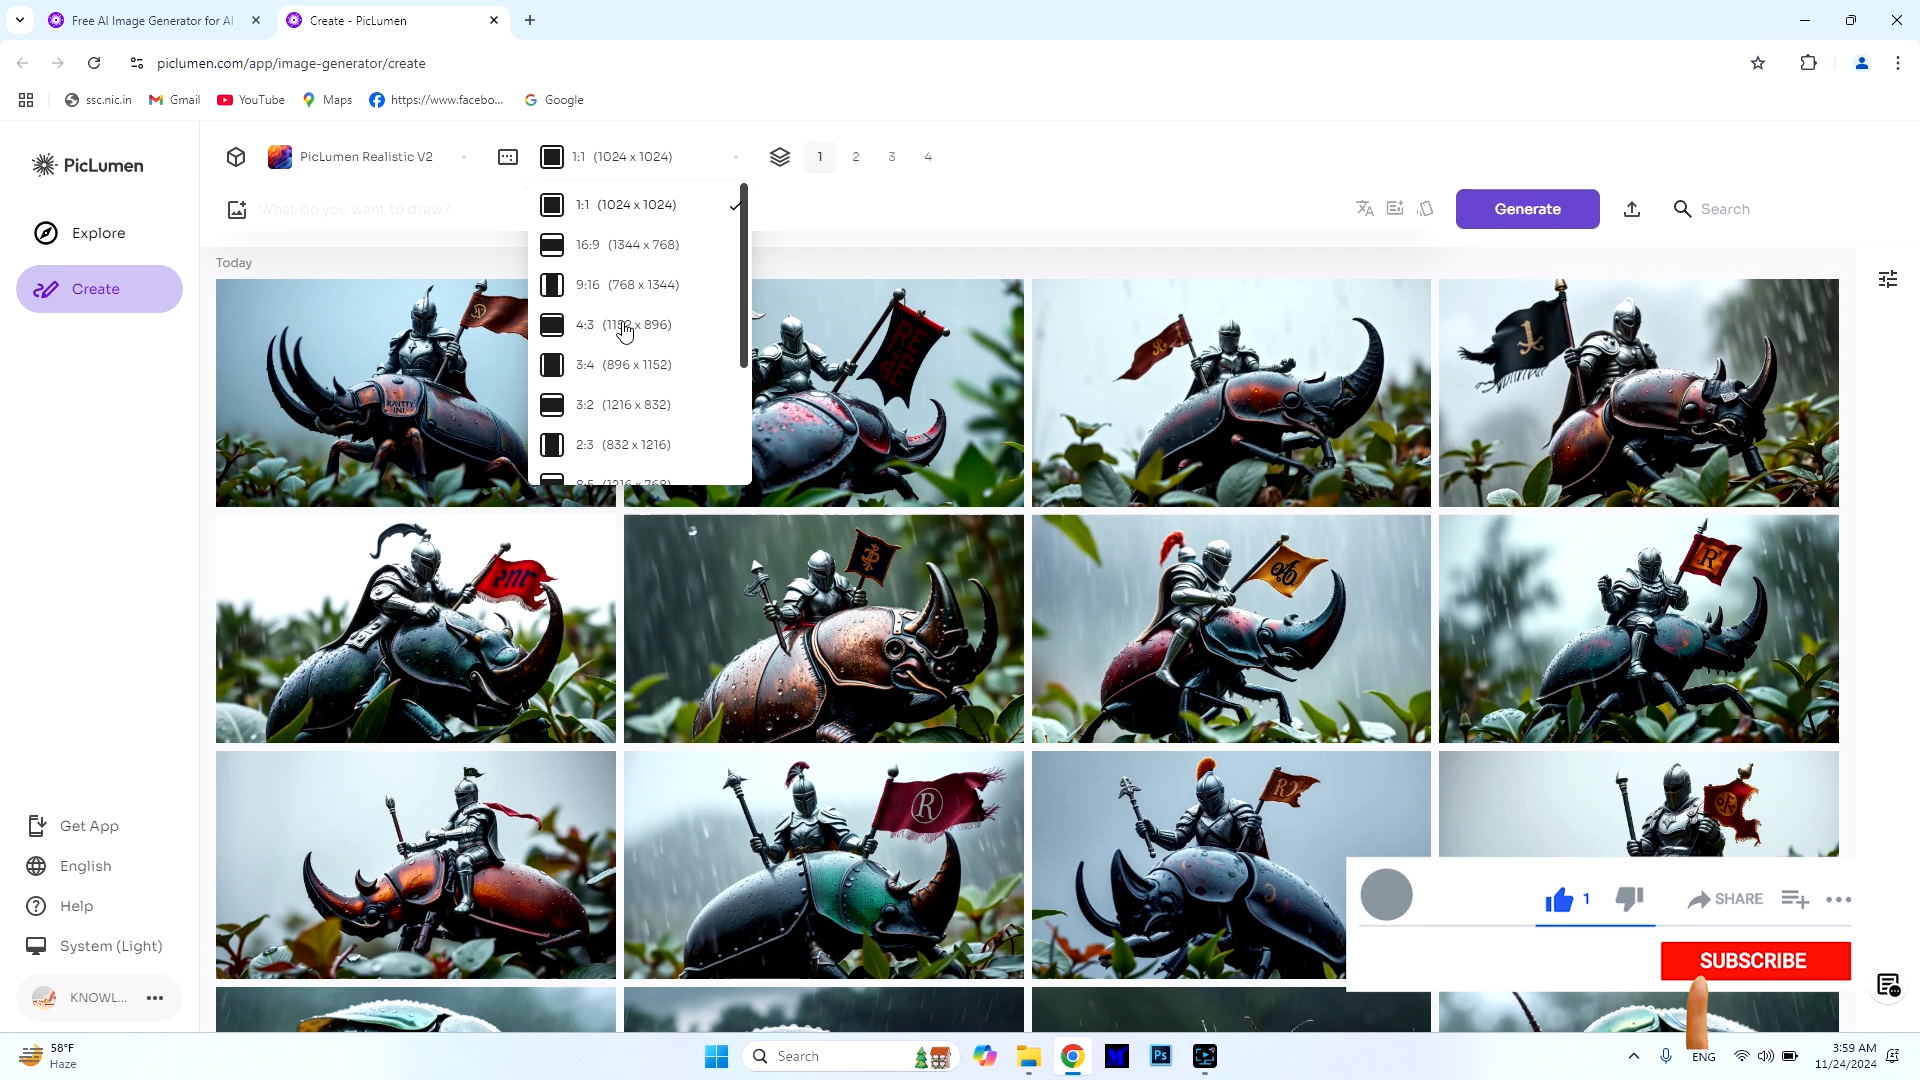 Free AI Image Generator for AI
Create - PicLumen
piclumen.com/app/image-generator/create
ssc.nic.in
Gmail
YouTube
Maps
https://www.facebo...
Google
PicLumen
PicLumen Realistic V2
1:1 (1024 x 1024)
1 2 3 4
What do you want to draw?
Generate
Search
1:1 (1024 x 1024)
16:9 (1344 x 768)
9:16 (768 x 1344)
4:3 (1152 x 896)
3:4 (896 x 1152)
3:2 (1216 x 832)
2:3 (832 x 1216)
8:5 (1216 x 768)
Explore
Create
Today
Get App
English
Help
System (Light)
KNOWL...
1
SHARE
SUBSCRIBE
58°F
Haze
Search
Ps
ENG
3:59 AM
11/24/2024